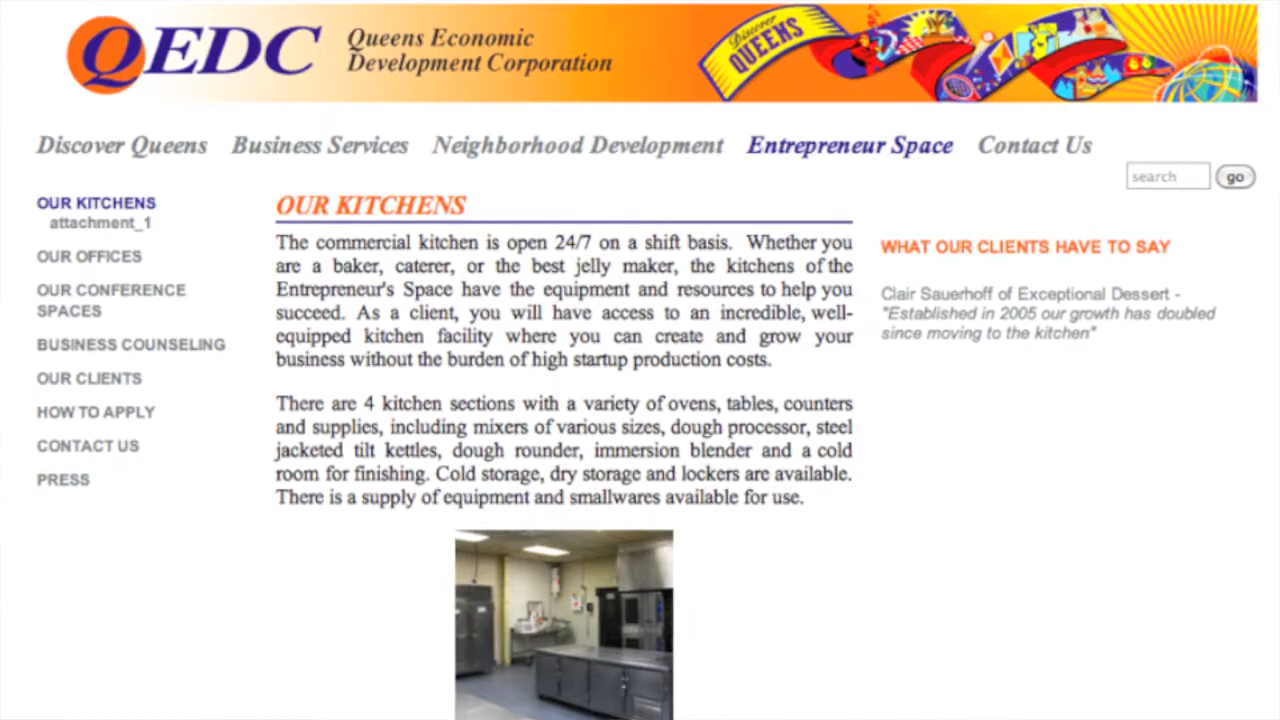 QEDC
Queens Economic
Development Corporation
Discover
QUEENS
Discover Queens
Business Services
Neighborhood Development
Entrepreneur Space
Contact Us
search
go
OUR KITCHENS
attachment_1
OUR OFFICES
OUR CONFERENCE
SPACES
BUSINESS COUNSELING
OUR CLIENTS
HOW TO APPLY
CONTACT US
PRESS
OUR KITCHENS
The commercial kitchen is open 24/7 on a shift basis. Whether you
are a baker, caterer, or the best jelly maker, the kitchens of the
Entrepreneur's Space have the equipment and resources to help you
succeed. As a client, you will have access to an incredible, well-
equipped kitchen facility where you can create and grow your
business without the burden of high startup production costs.
There are 4 kitchen sections with a variety of ovens, tables, counters
and supplies, including mixers of various sizes, dough processor, steel
jacketed tilt kettles, dough rounder, immersion blender and a cold
room for finishing. Cold storage, dry storage and lockers are available.
There is a supply of equipment and smallwares available for use.
WHAT OUR CLIENTS HAVE TO SAY
Clair Sauerhoff of Exceptional Dessert -
"Established in 2005 our growth has doubled
since moving to the kitchen"